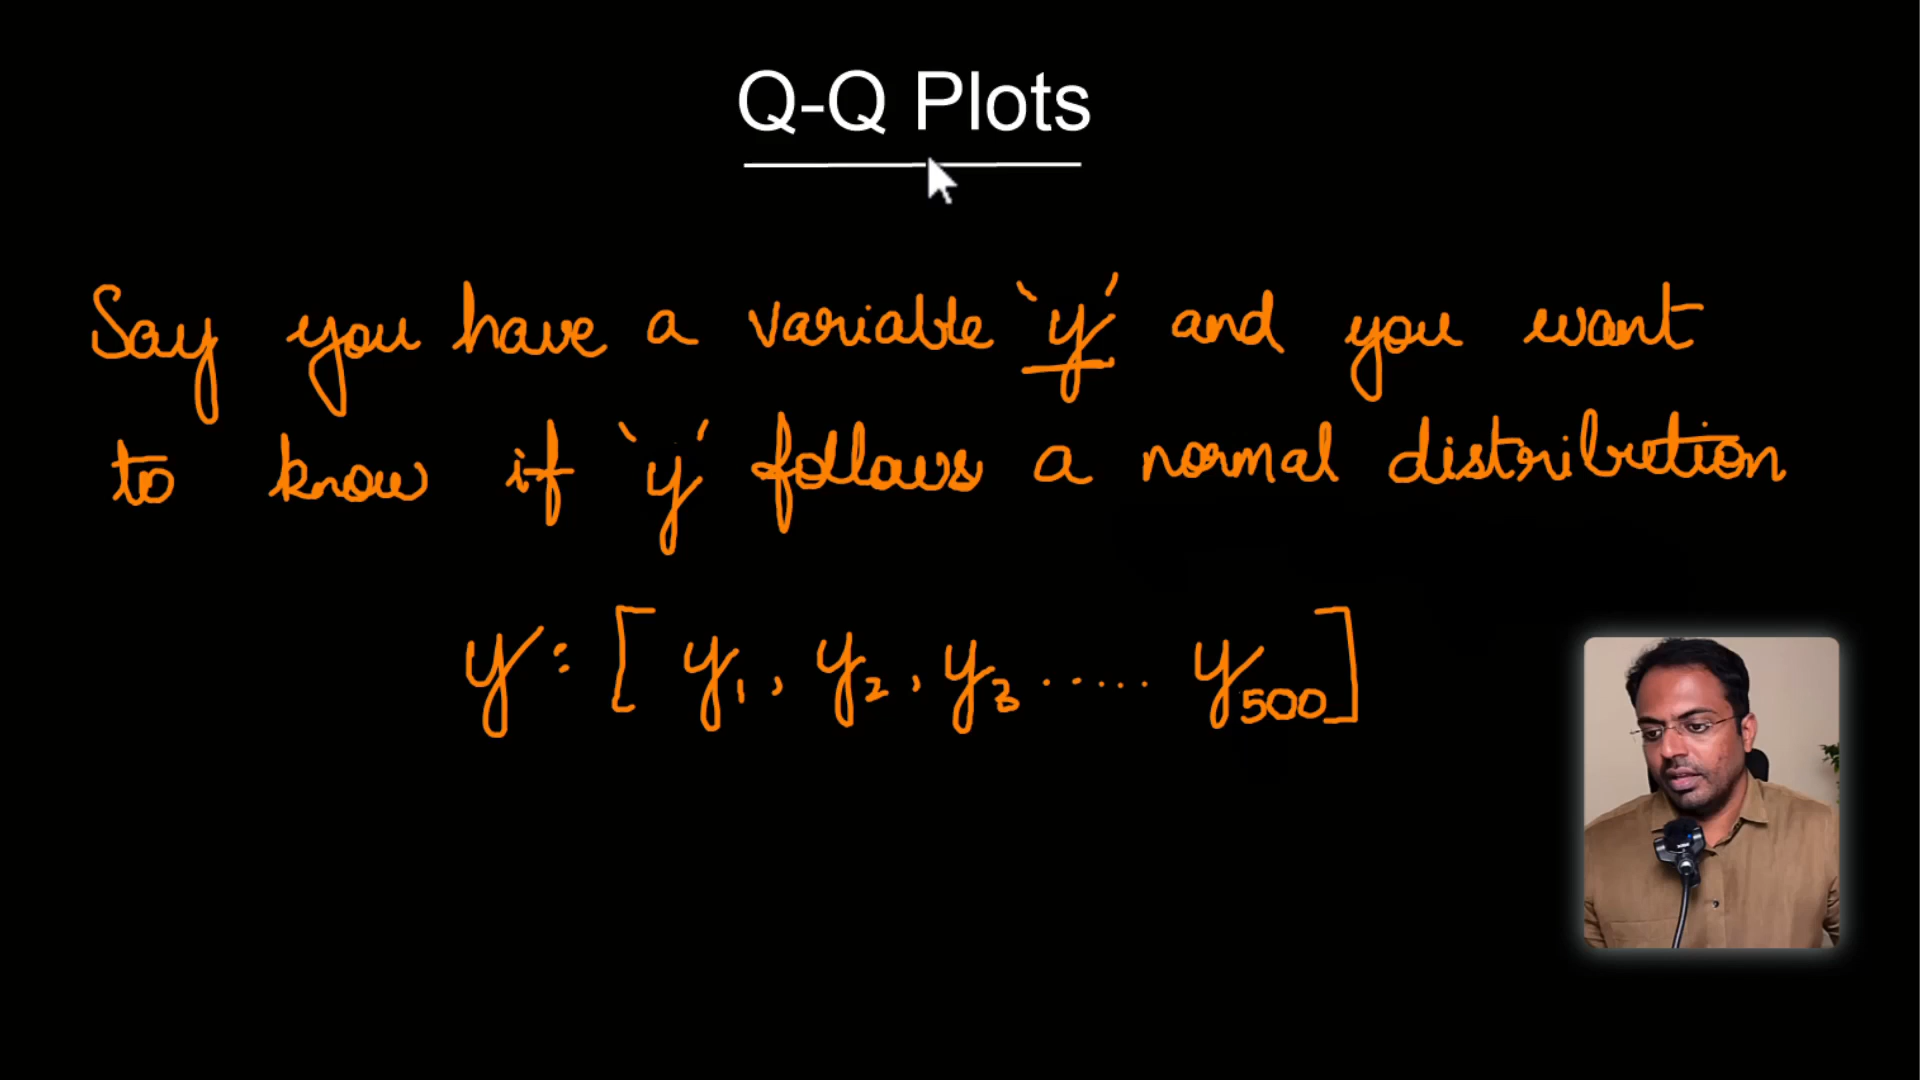 Q-Q Plots
Say you have a variable `y' and you want
to know if `y' follows a normal distribution
y: [ y₁, y₂, y₃ ..... y₅₀₀]